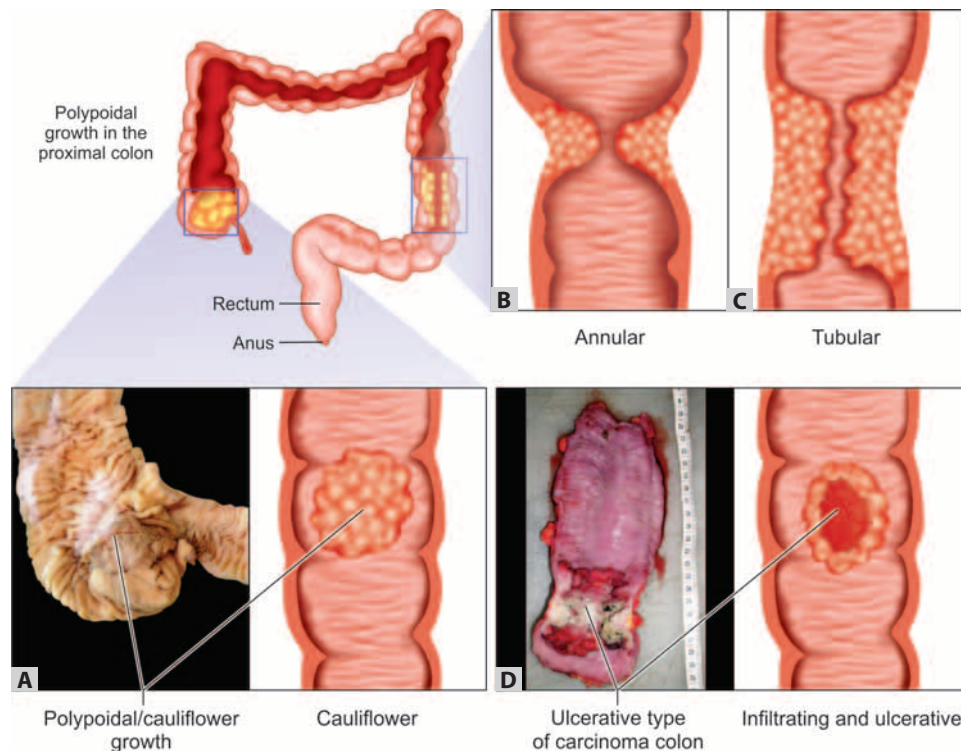 Polypoidal
growth in the
proximal colon
Rectum
Anus
B
C
Annular
Tubular
A
D
Polypoidal/cauliflower
growth
Cauliflower
Ulcerative type
of carcinoma colon
Infiltrating and ulcerative